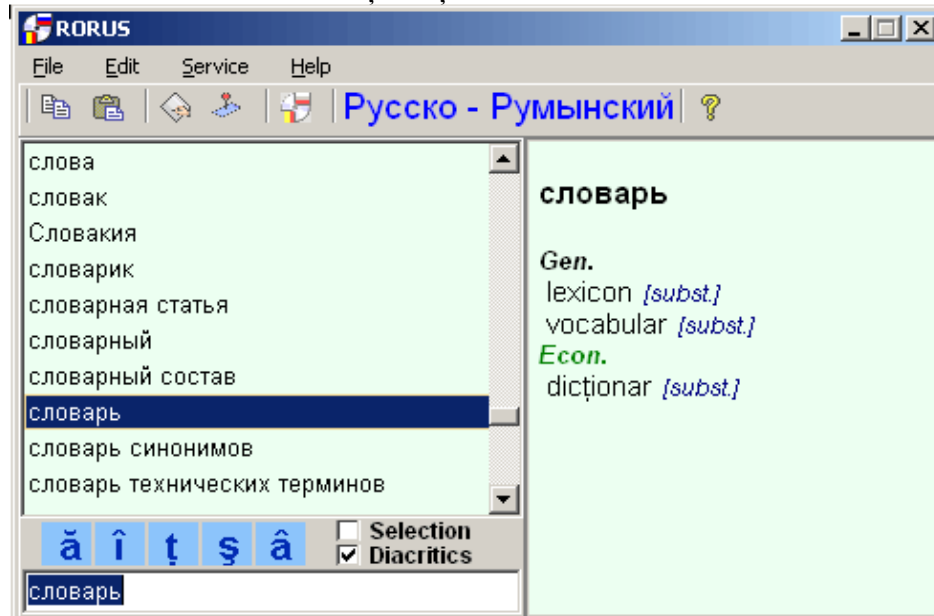 RORUS
File Edit Service Help
Русско - Румынский
слова
словак
Словакия
словарик
словарная статья
словарный
словарный состав
словарь
словарь синонимов
словарь технических терминов
ă î ț ş â
Selection
Diacritics
словарь
словарь
Gen.
lexicon [subst.]
vocabular [subst.]
Econ.
dicționar [subst.]